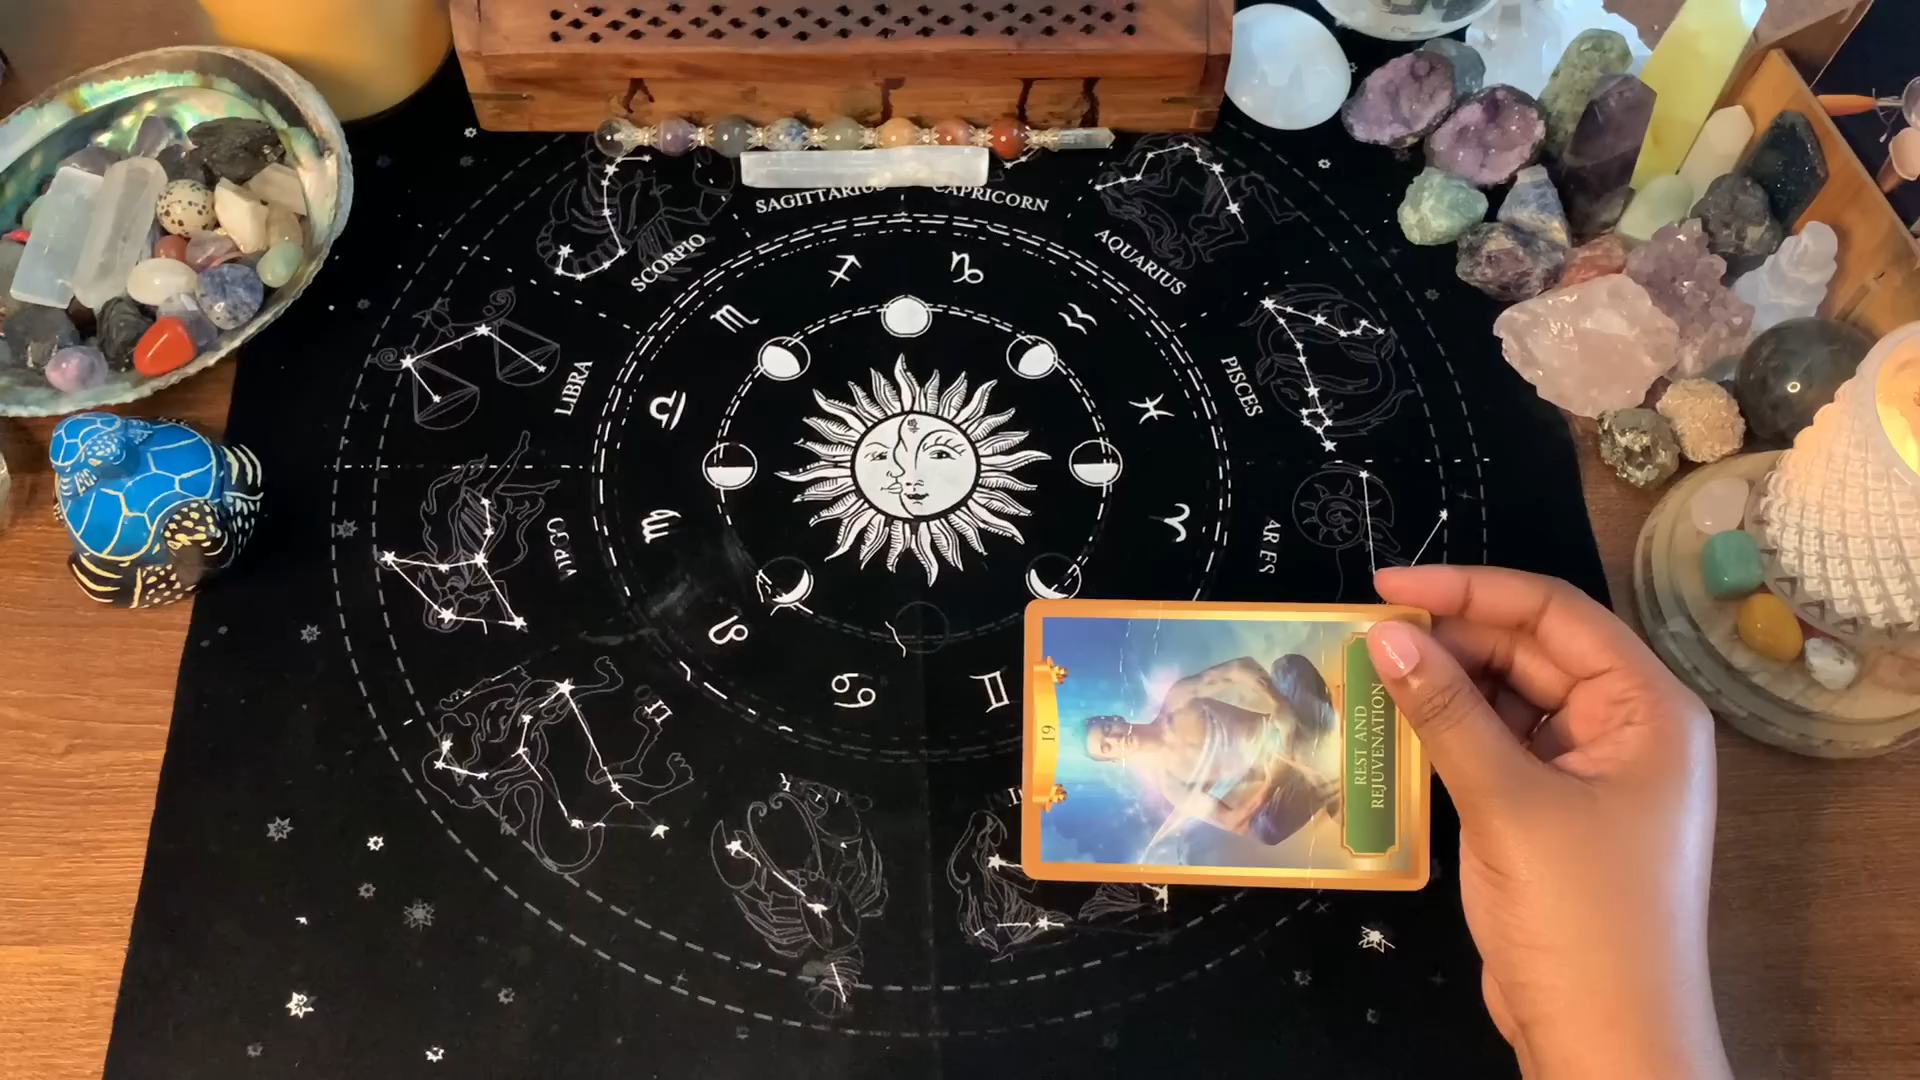 SAGITTARIUS
CAPRICORN
SCORPIO
AQUARIUS
LIBRA
PISCES
19
REST AND
REJUVENATION